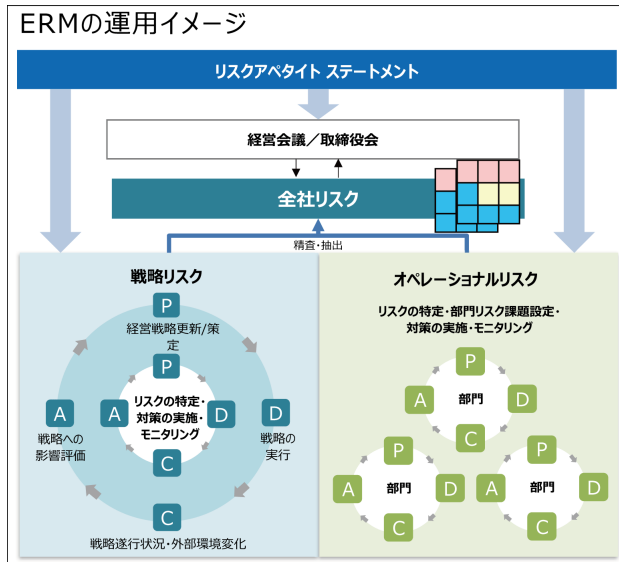 ERMの運用イメージ
リスクアペタイト ステートメント
経営会議／取締役会
全社リスク
精査・抽出
戦略リスク
P
経営戦略更新/策
定
P
A
A
リスクの特定・
対策の実施・
モニタリング
D
D
戦略への
影響評価
戦略の
実行
C
C
戦略遂行状況・外部環境変化
オペレーショナルリスク
リスクの特定・部門リスク課題設定・
対策の実施・モニタリング
P
A
部門
D
C
P
A
部門
D
C
P
A
部門
D
C